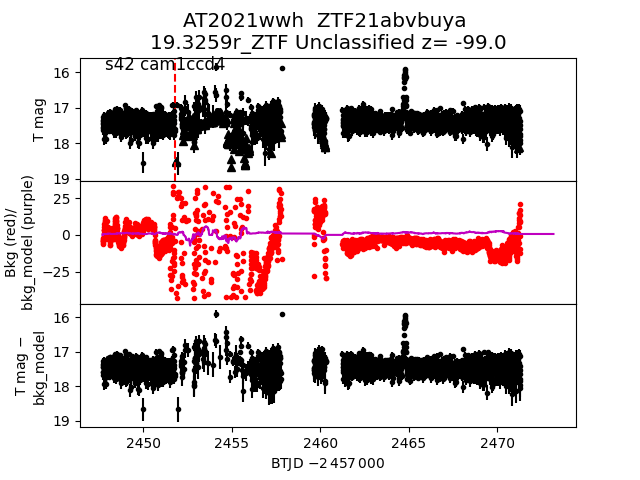 AT2021wwh  ZTF21abvbuya
19.3259r_ZTF Unclassified z= -99.0
s42 cam1ccd4
16
17
18
19
T mag
25
0
−25
Bkg (red)/
bkg_model (purple)
16
17
18
19
T mag −
bkg_model
2450
2455
2460
2465
2470
BTJD −2 457 000